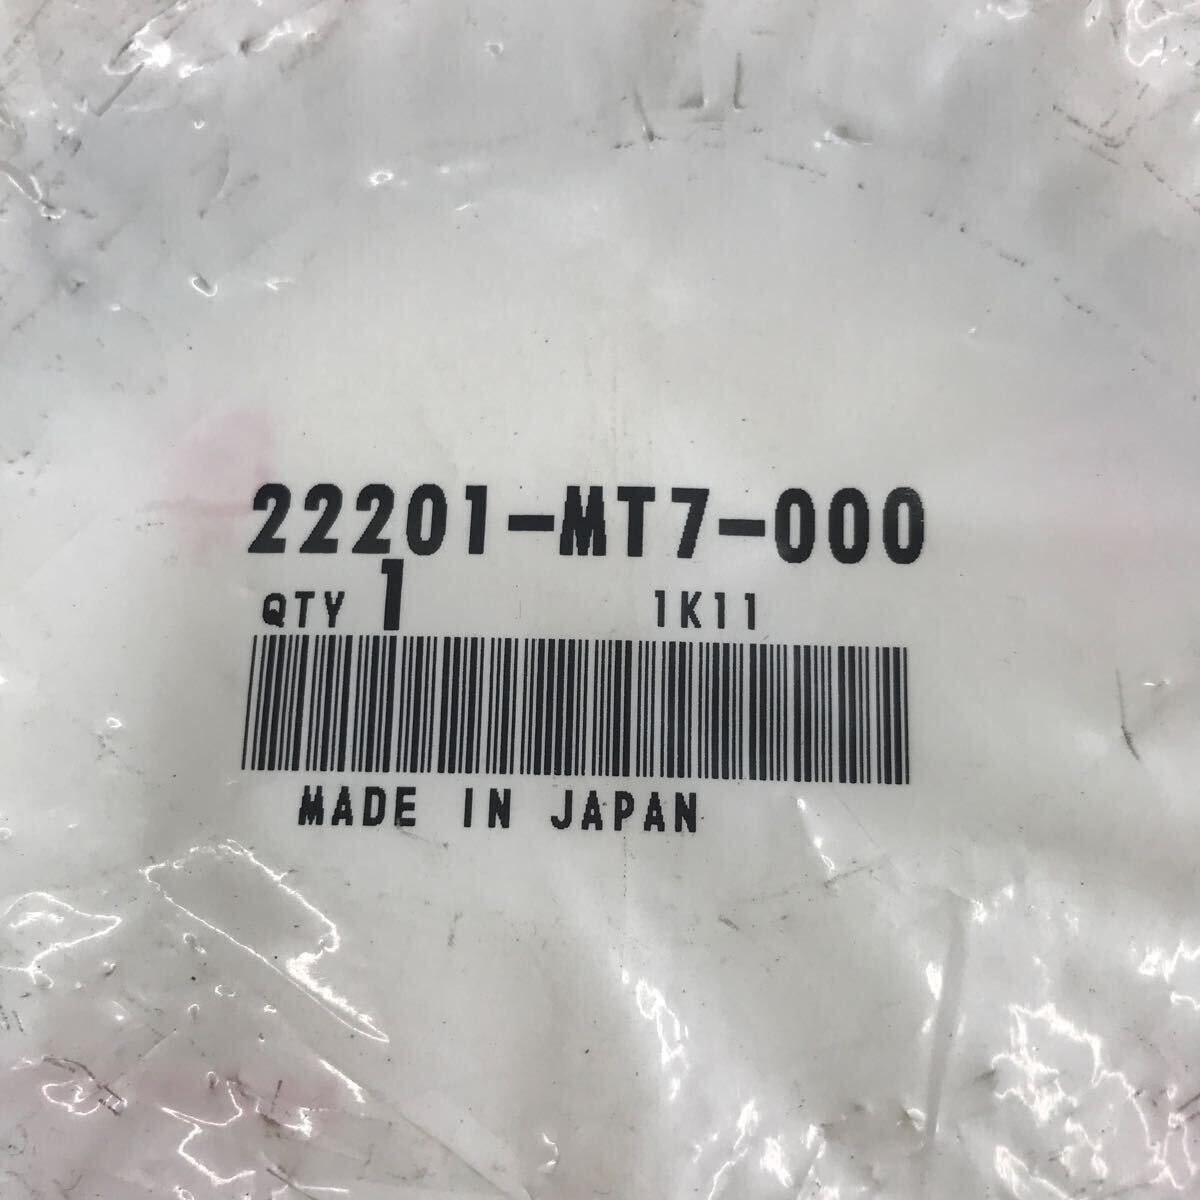 22201-MT7-000
QTY 1 1K11
MADE IN JAPAN